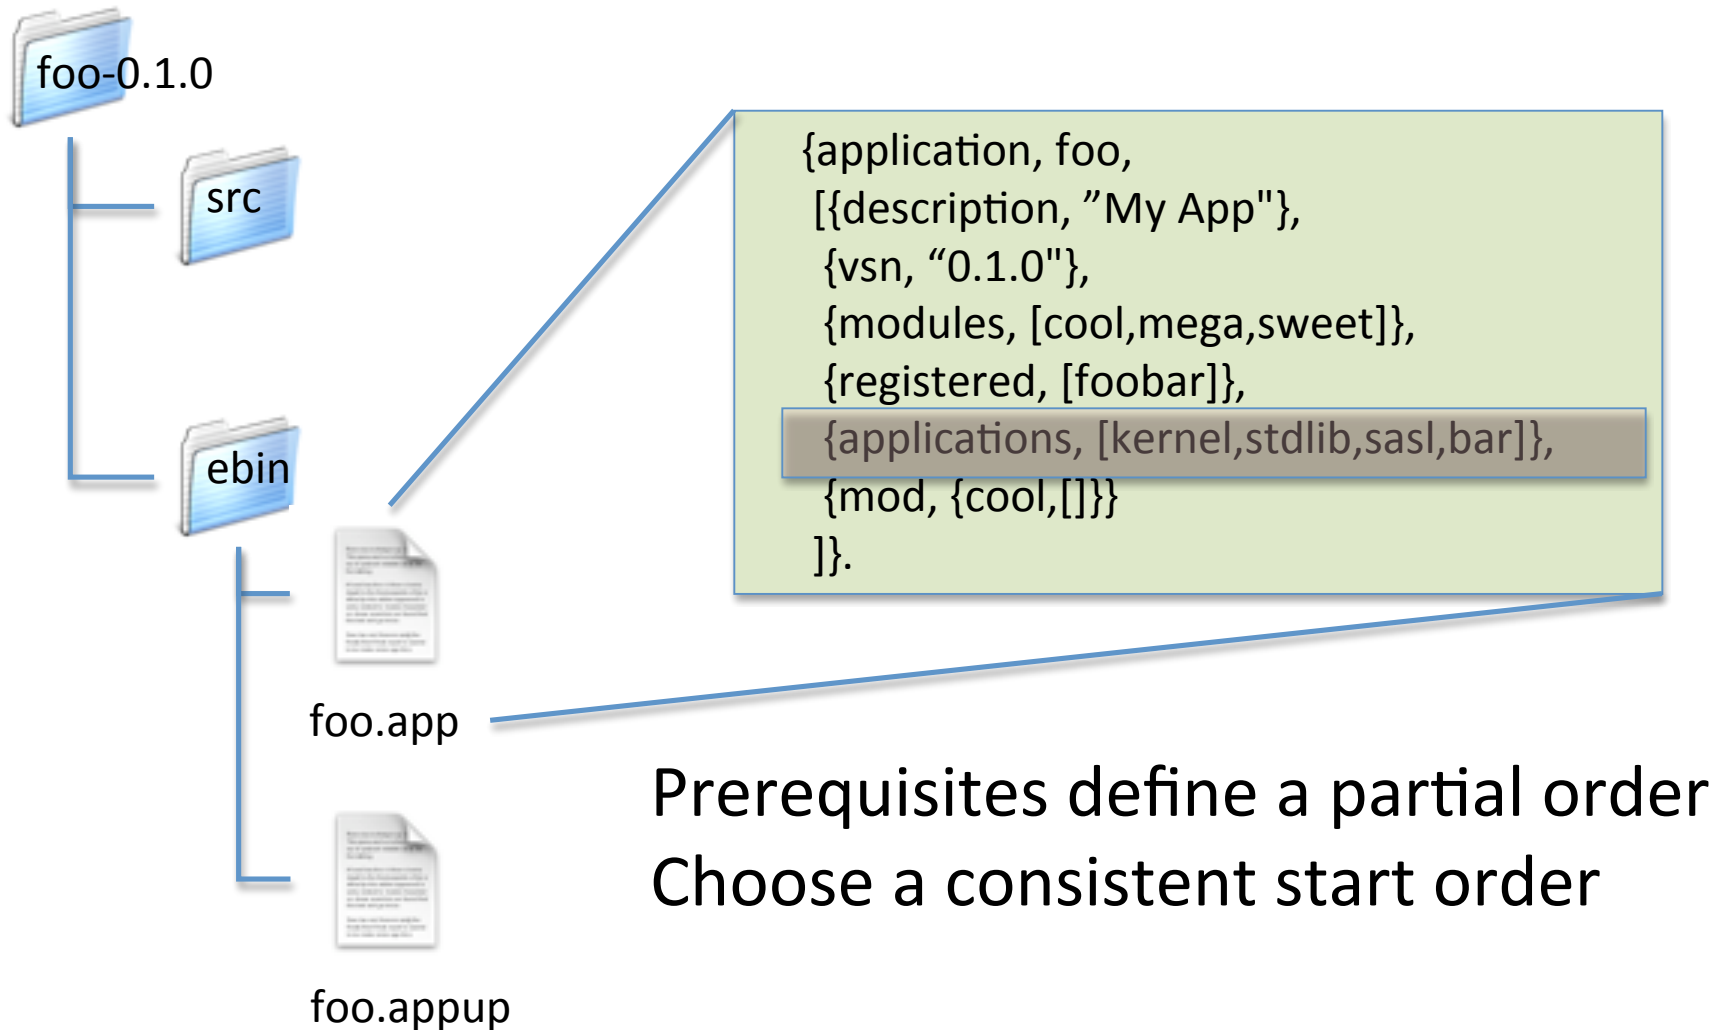 foo-0.1.0
src
ebin
foo.app
foo.appup
{application, foo,
[{description, ”My App"},
{vsn, “0.1.0"},
{modules, [cool,mega,sweet]},
{registered, [foobar]},
{applications, [kernel,stdlib,sasl,bar]},
{mod, {cool,[]}}
]}.
Prerequisites define a partial order
Choose a consistent start order